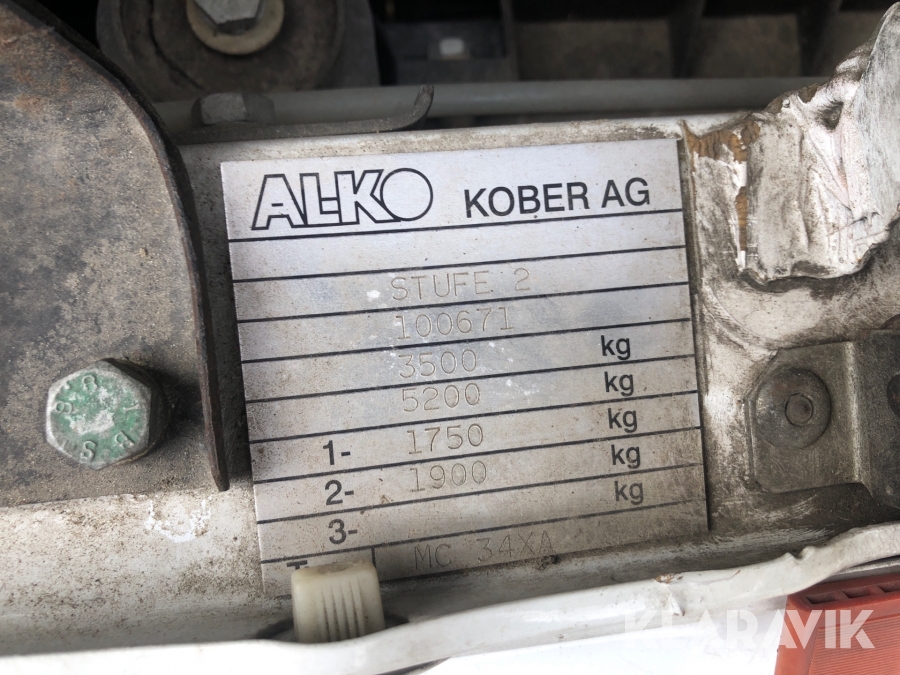 AL-KO KOBER AG
STUFE 2
100671
3500 kg
5200 kg
1- 1750 kg
2- 1900 kg
3- kg
MC 34XA
KLARAVIK